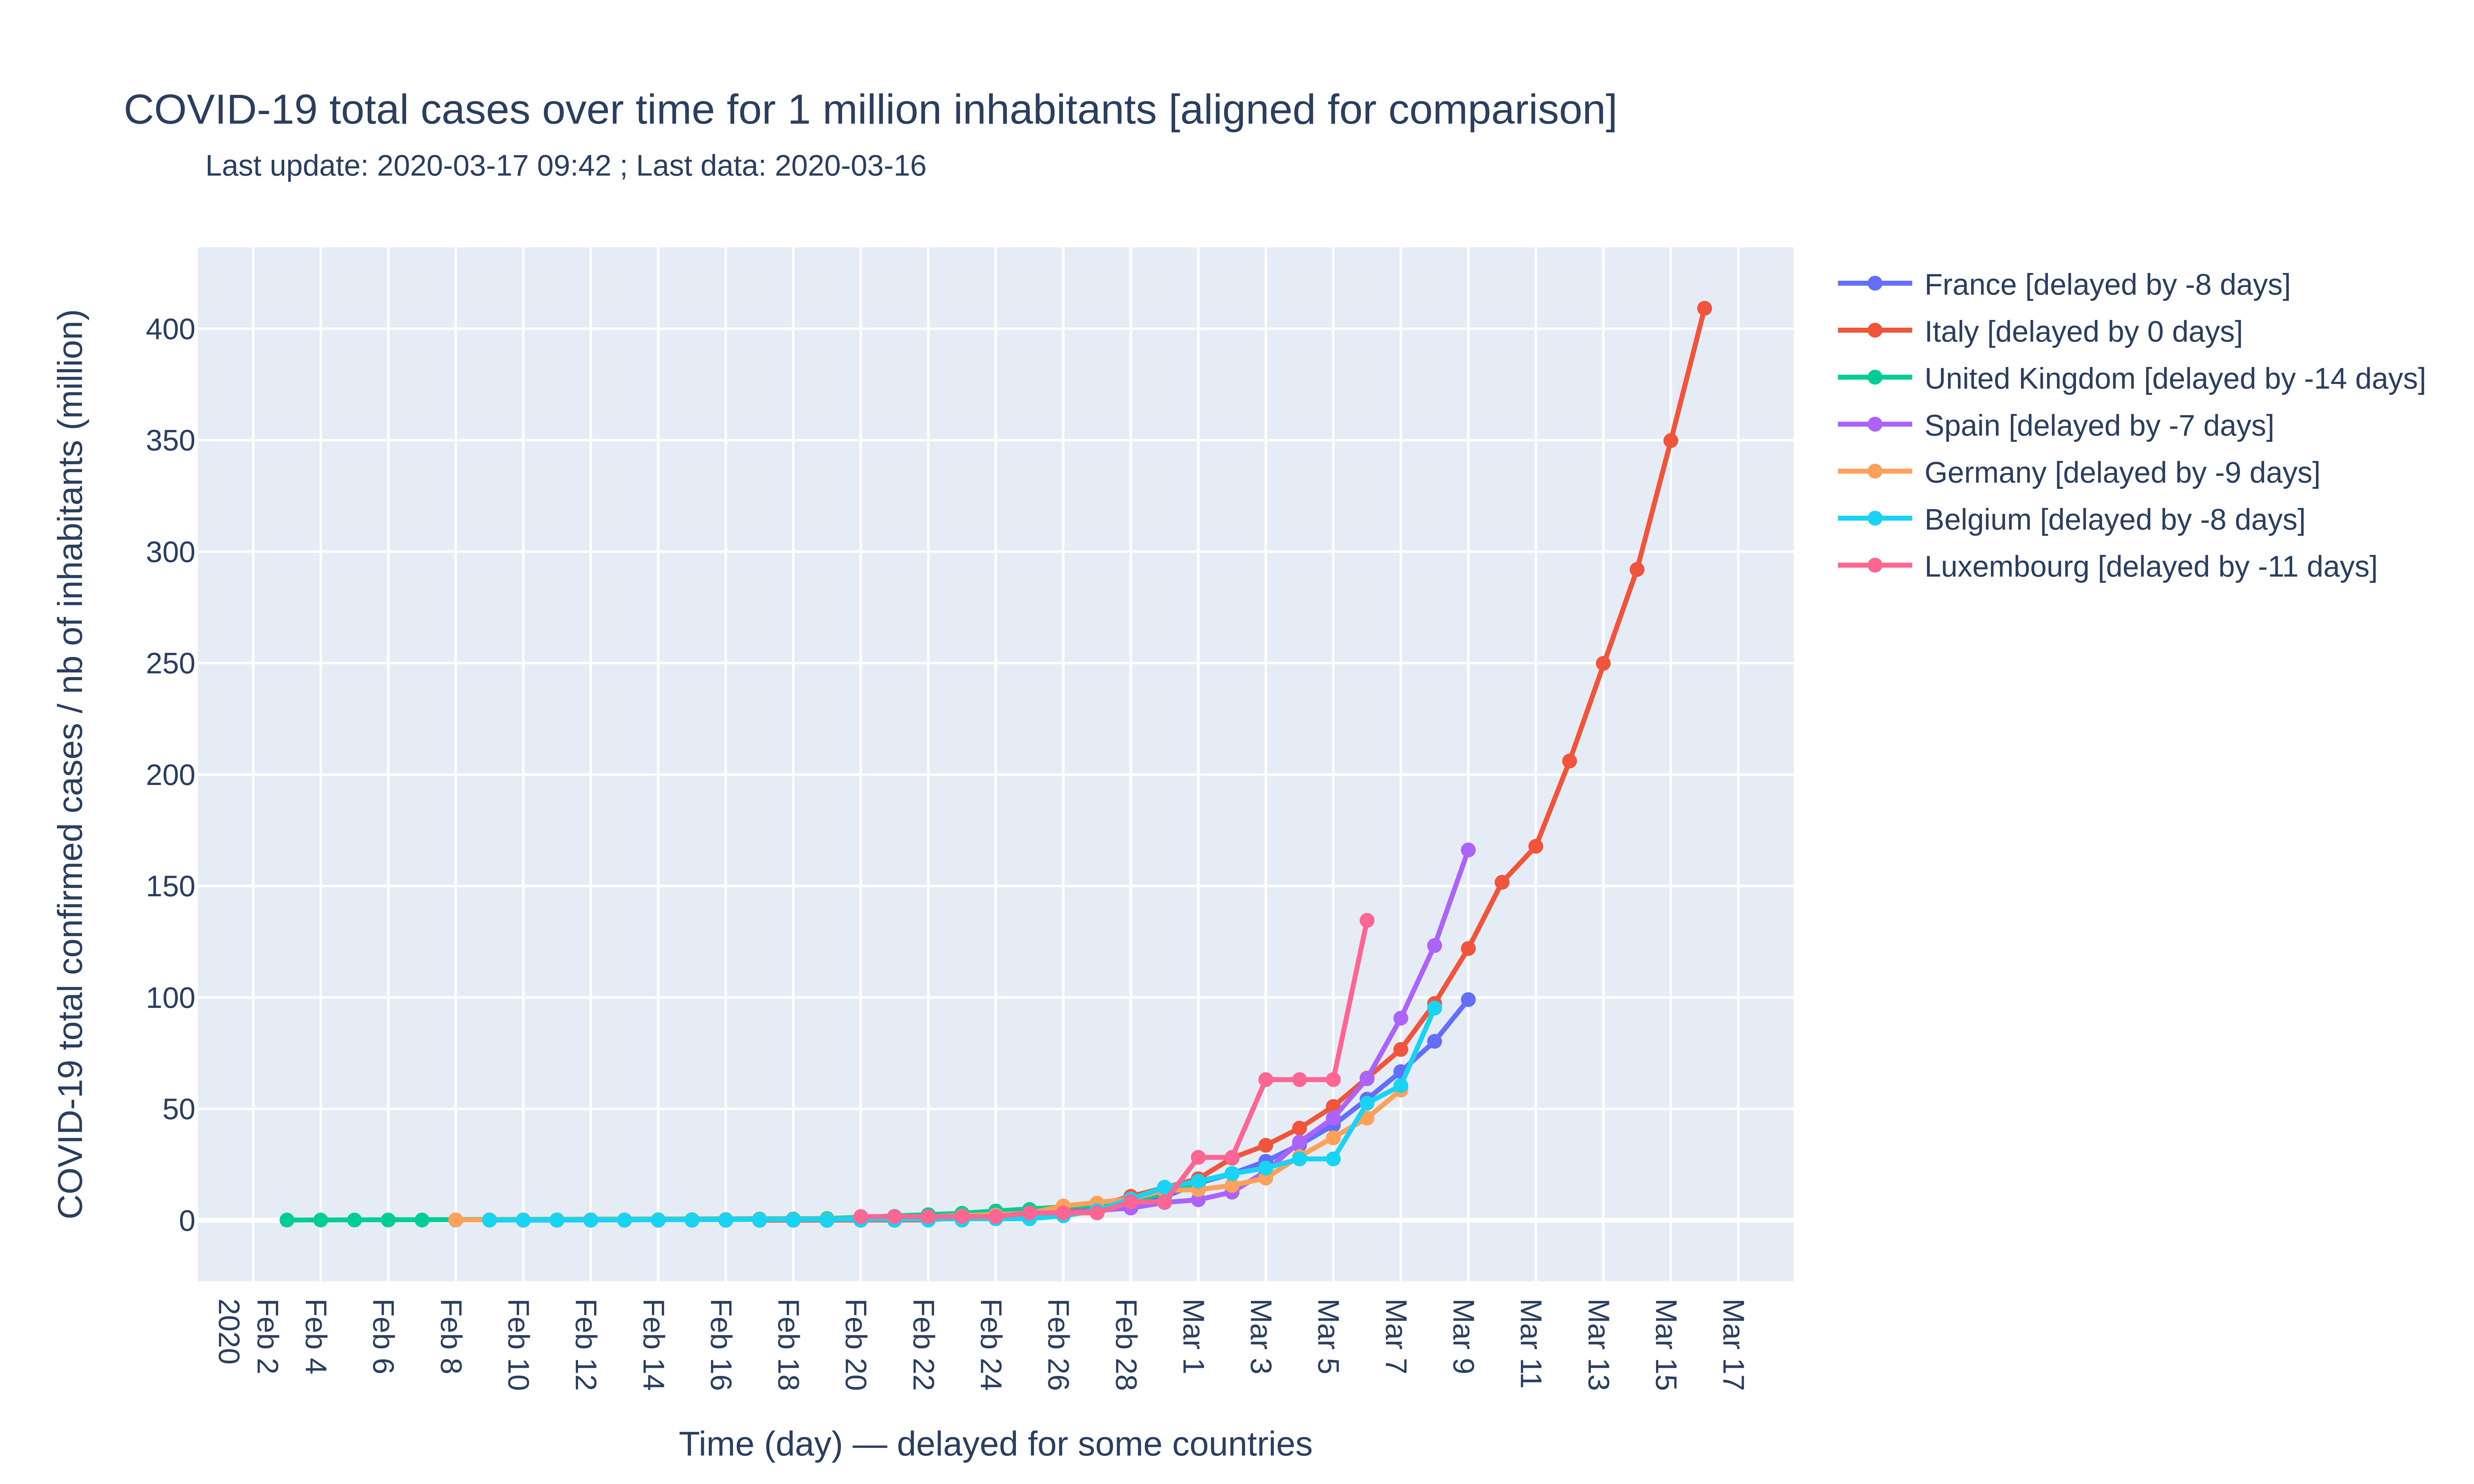 COVID-19 total cases over time for 1 million inhabitants [aligned for comparison]
Last update: 2020-03-17 09:42 ; Last data: 2020-03-16
COVID-19 total confirmed cases / nb of inhabitants (million)
400
350
300
250
200
150
100
50
0
Feb 2
2020
Feb 4
Feb 6
Feb 8
Feb 10
Feb 12
Feb 14
Feb 16
Feb 18
Feb 20
Feb 22
Feb 24
Feb 26
Feb 28
Mar 1
Mar 3
Mar 5
Mar 7
Mar 9
Mar 11
Mar 13
Mar 15
Mar 17
Time (day) — delayed for some countries
France [delayed by -8 days]
Italy [delayed by 0 days]
United Kingdom [delayed by -14 days]
Spain [delayed by -7 days]
Germany [delayed by -9 days]
Belgium [delayed by -8 days]
Luxembourg [delayed by -11 days]